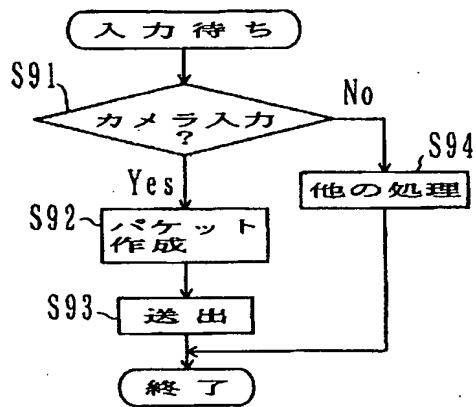 入力待ち
S91
カメラ入力
?
No
S94
他の処理
Yes
S92
パケット
作成
S93
送出
終了